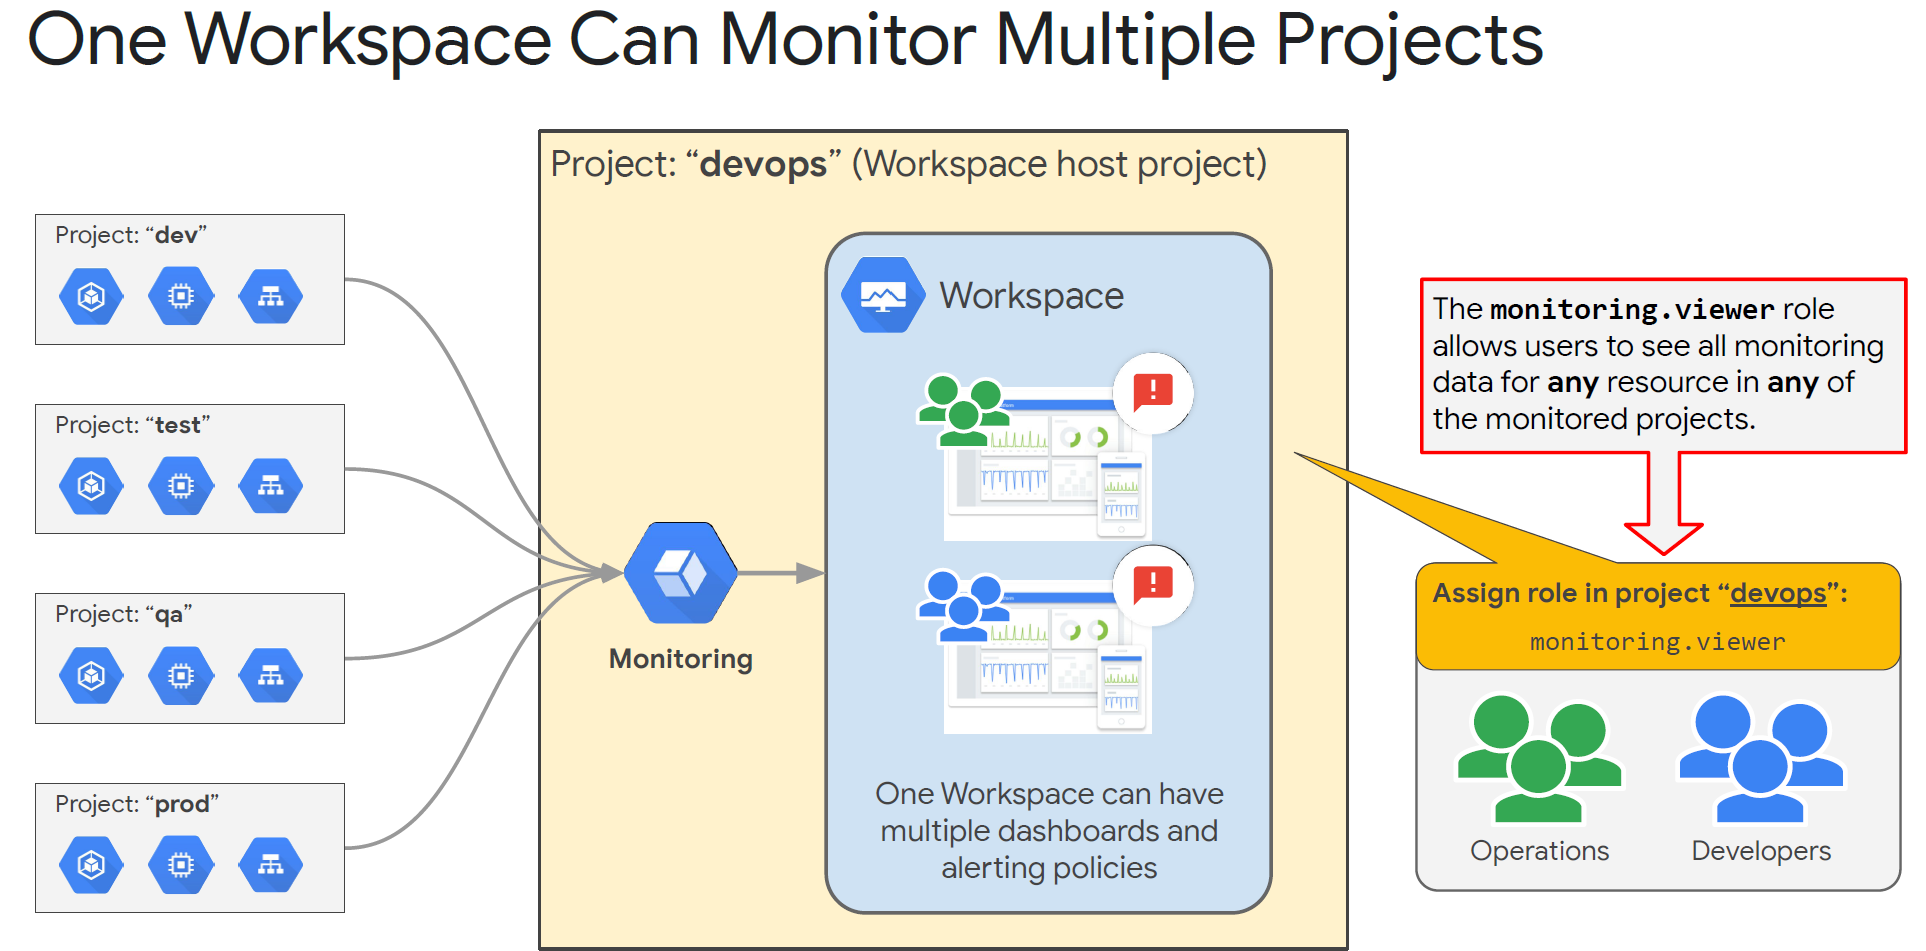 One Workspace Can Monitor Multiple Projects
Project: “devops” (Workspace host project)
Project: “dev”
Project: “test”
Project: “qa”
Project: “prod”
Monitoring
Workspace
One Workspace can have
multiple dashboards and
alerting policies
The monitoring.viewer role
allows users to see all monitoring
data for any resource in any of
the monitored projects.
Assign role in project “devops”:
monitoring.viewer
Operations
Developers